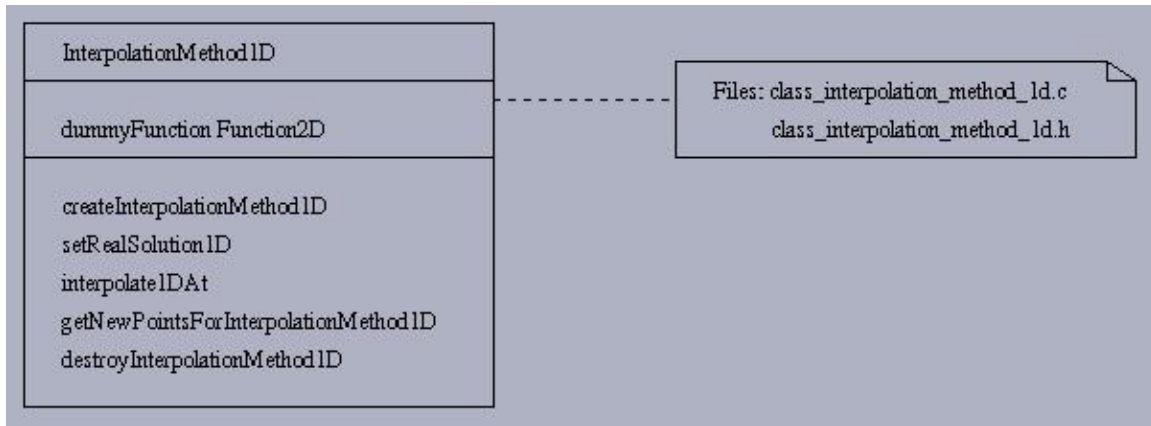 InterpolationMethod1D
dummyFunction Function2D
createInterpolationMethod1D
setRealSolution1D
interpolate1DAt
getNewPointsForInterpolationMethod1D
destroyInterpolationMethod1D
Files: class_interpolation_method_1d.c
class_interpolation_method_1d.h